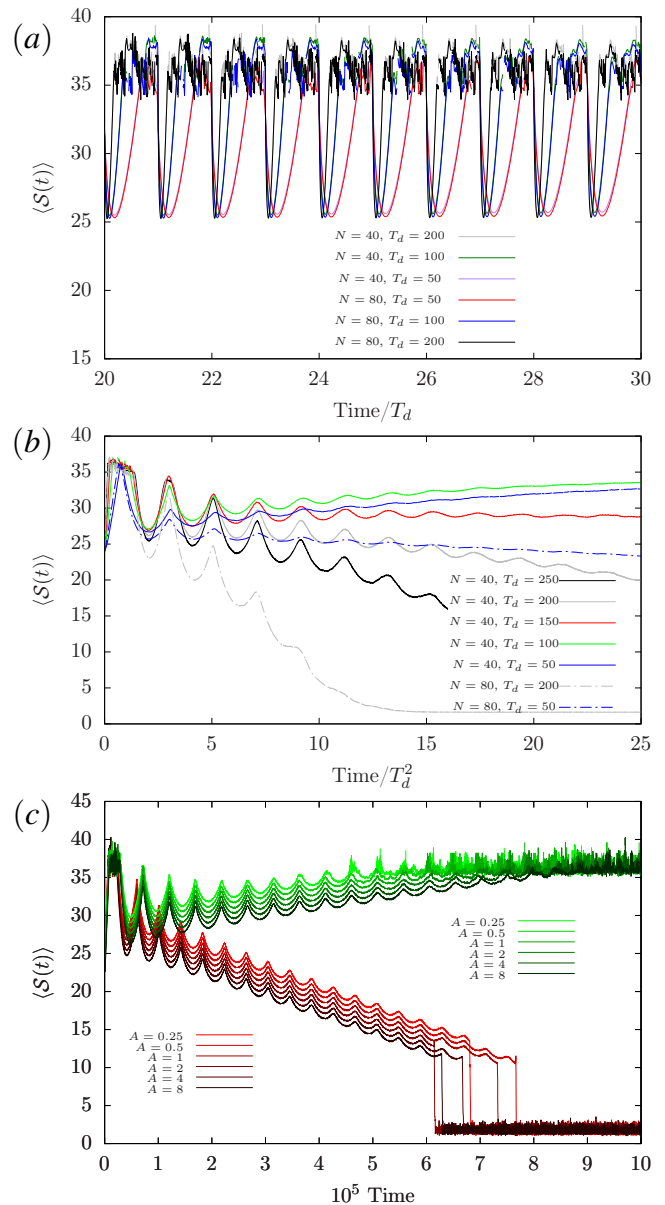 (a)
40
35
30
25
20
15
⟨S(t)⟩
N = 40, T_d = 200
N = 40, T_d = 100
N = 40, T_d = 50
N = 80, T_d = 50
N = 80, T_d = 100
N = 80, T_d = 200
20 22 24 26 28 30
Time/T_d
(b)
40
35
30
25
20
15
10
5
0
⟨S(t)⟩
N = 40, T_d = 250
N = 40, T_d = 200
N = 40, T_d = 150
N = 40, T_d = 100
N = 40, T_d = 50
N = 80, T_d = 200
N = 80, T_d = 50
0 5 10 15 20 25
Time/T_d^2
(c)
45
40
35
30
25
20
15
10
5
0
⟨S(t)⟩
A = 0.25
A = 0.5
A = 1
A = 2
A = 4
A = 8
A = 0.25
A = 0.5
A = 1
A = 2
A = 4
A = 8
0 1 2 3 4 5 6 7 8 9 10
10^5 Time